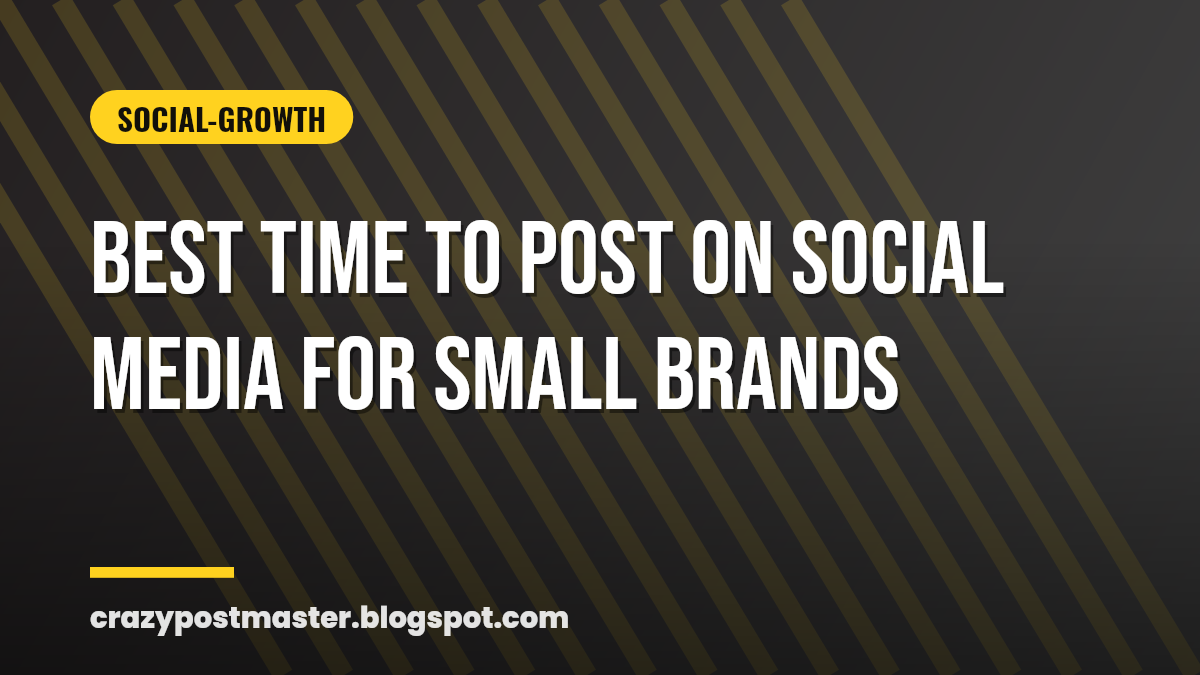 SOCIAL-GROWTH
BEST TIME TO POST ON SOCIAL
MEDIA FOR SMALL BRANDS
crazypostmaster.blogspot.com